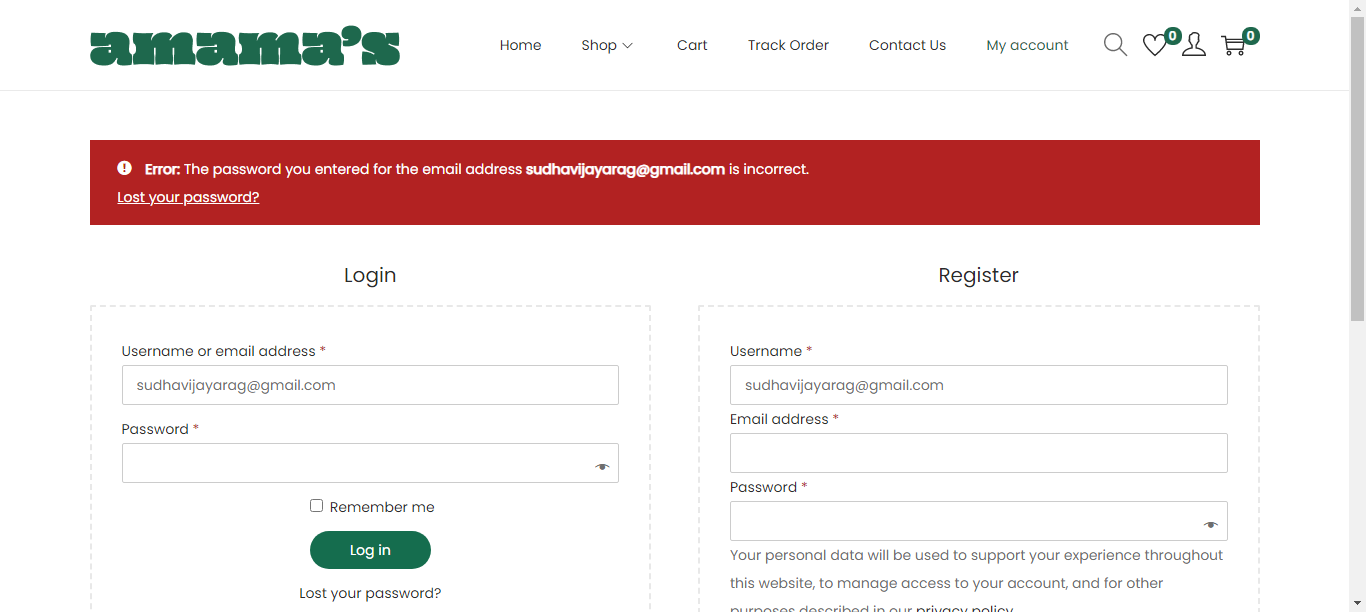 amama's
Home Shop Cart Track Order Contact Us My account 0 0
Error: The password you entered for the email address sudhavijayarag@gmail.com is incorrect.
Lost your password?
Login
Username or email address *
sudhavijayarag@gmail.com
Password *
Remember me
Log in
Lost your password?
Register
Username *
sudhavijayarag@gmail.com
Email address *
Password *
Your personal data will be used to support your experience throughout
this website, to manage access to your account, and for other
purposes described in our privacy policy.